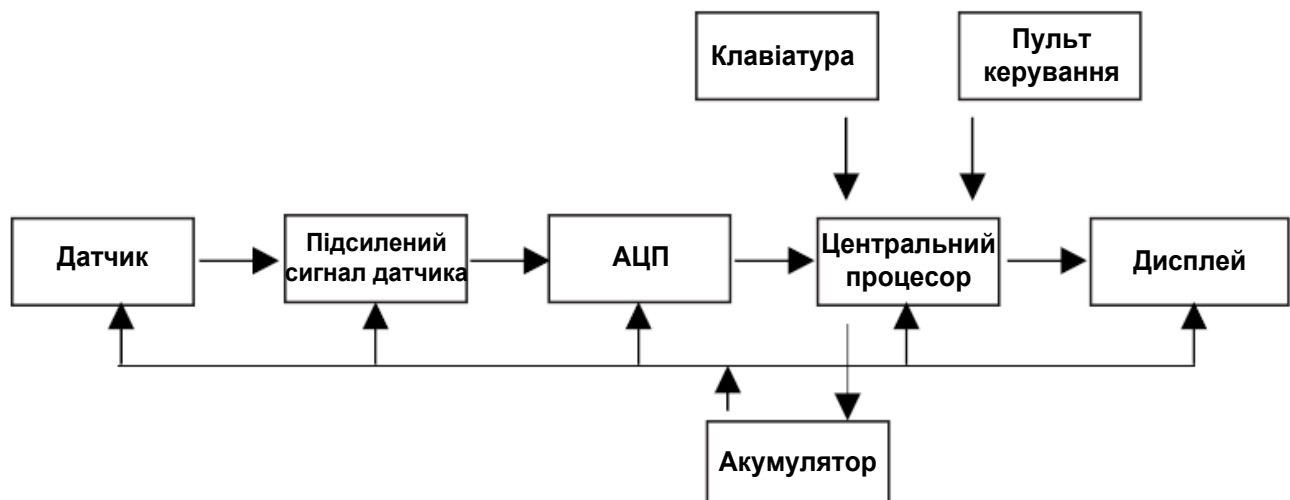 Клавіатура
Пульт
керування
Датчик
Підсилений
сигнал датчика
АЦП
Центральний
процесор
Дисплей
Акумулятор